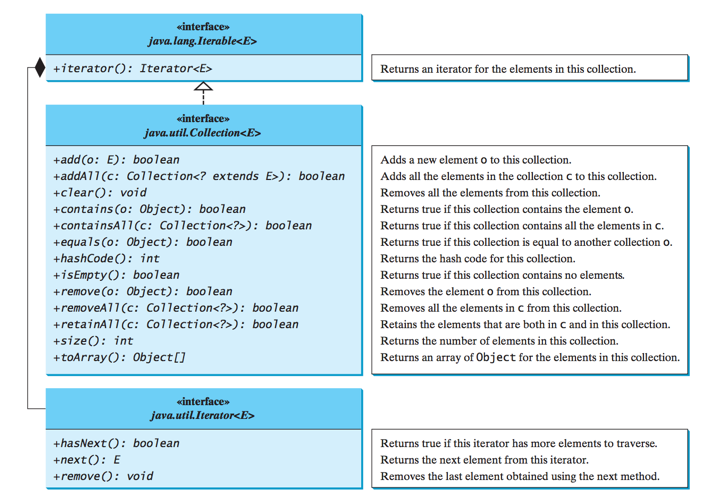 «interface»
java.lang.Iterable<E>
+iterator(): Iterator<E>
Returns an iterator for the elements in this collection.
«interface»
java.util.Collection<E>
+add(o: E): boolean
Adds a new element o to this collection.
+addAll(c: Collection<? extends E>): boolean
Adds all the elements in the collection c to this collection.
+clear(): void
Removes all the elements from this collection.
+contains(o: Object): boolean
Returns true if this collection contains the element o.
+containsAll(c: Collection<?>): boolean
Returns true if this collection contains all the elements in c.
+equals(o: Object): boolean
Returns true if this collection is equal to another collection o.
+hashCode(): int
Returns the hash code for this collection.
+isEmpty(): boolean
Returns true if this collection contains no elements.
+remove(o: Object): boolean
Removes the element o from this collection.
+removeAll(c: Collection<?>): boolean
Removes all the elements in c from this collection.
+retainAll(c: Collection<?>): boolean
Retains the elements that are both in c and in this collection.
+size(): int
Returns the number of elements in this collection.
+toArray(): Object[]
Returns an array of Object for the elements in this collection.
«interface»
java.util.Iterator<E>
+hasNext(): boolean
Returns true if this iterator has more elements to traverse.
+next(): E
Returns the next element from this iterator.
+remove(): void
Removes the last element obtained using the next method.